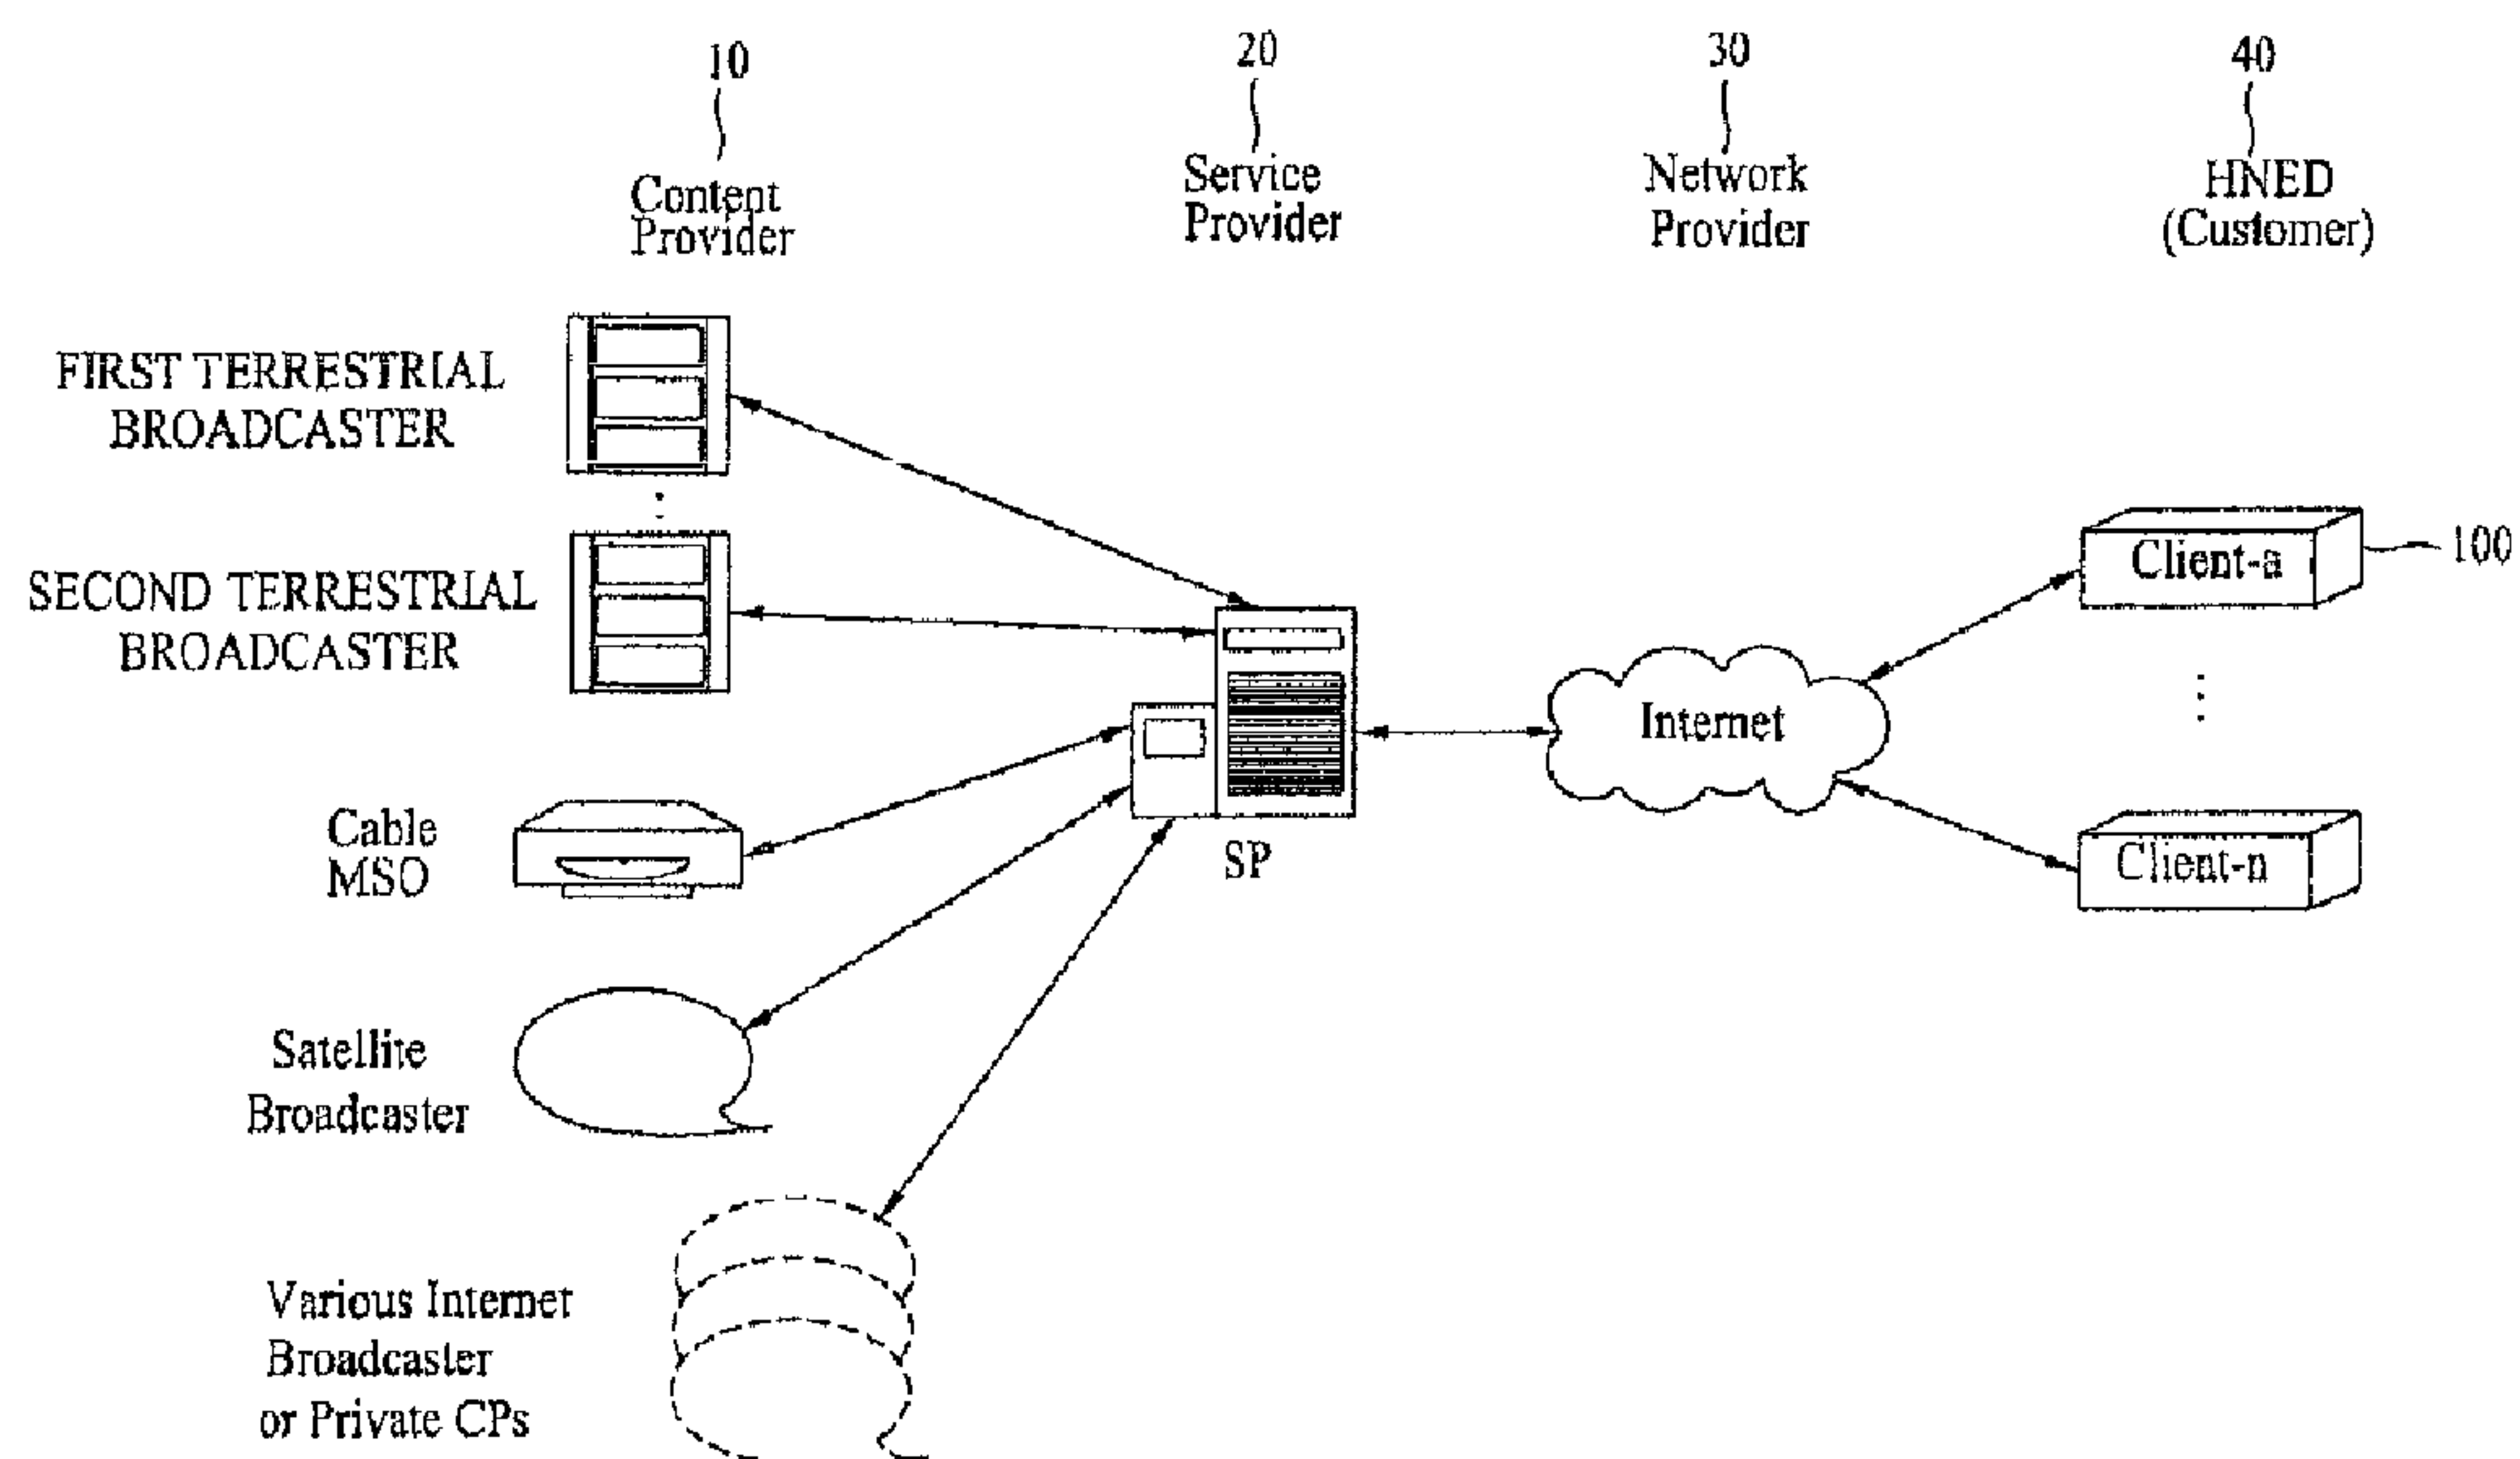 10
20
30
40
Content
Provider
Service
Provider
Network
Provider
HNED
(Customer)
FIRST TERRESTRIAL
BROADCASTER
SECOND TERRESTRIAL
BROADCASTER
Cable
MSO
Satellite
Broadcaster
Various Internet
Broadcaster
or Private CPs
SP
Internet
Client-a
100
Client-n